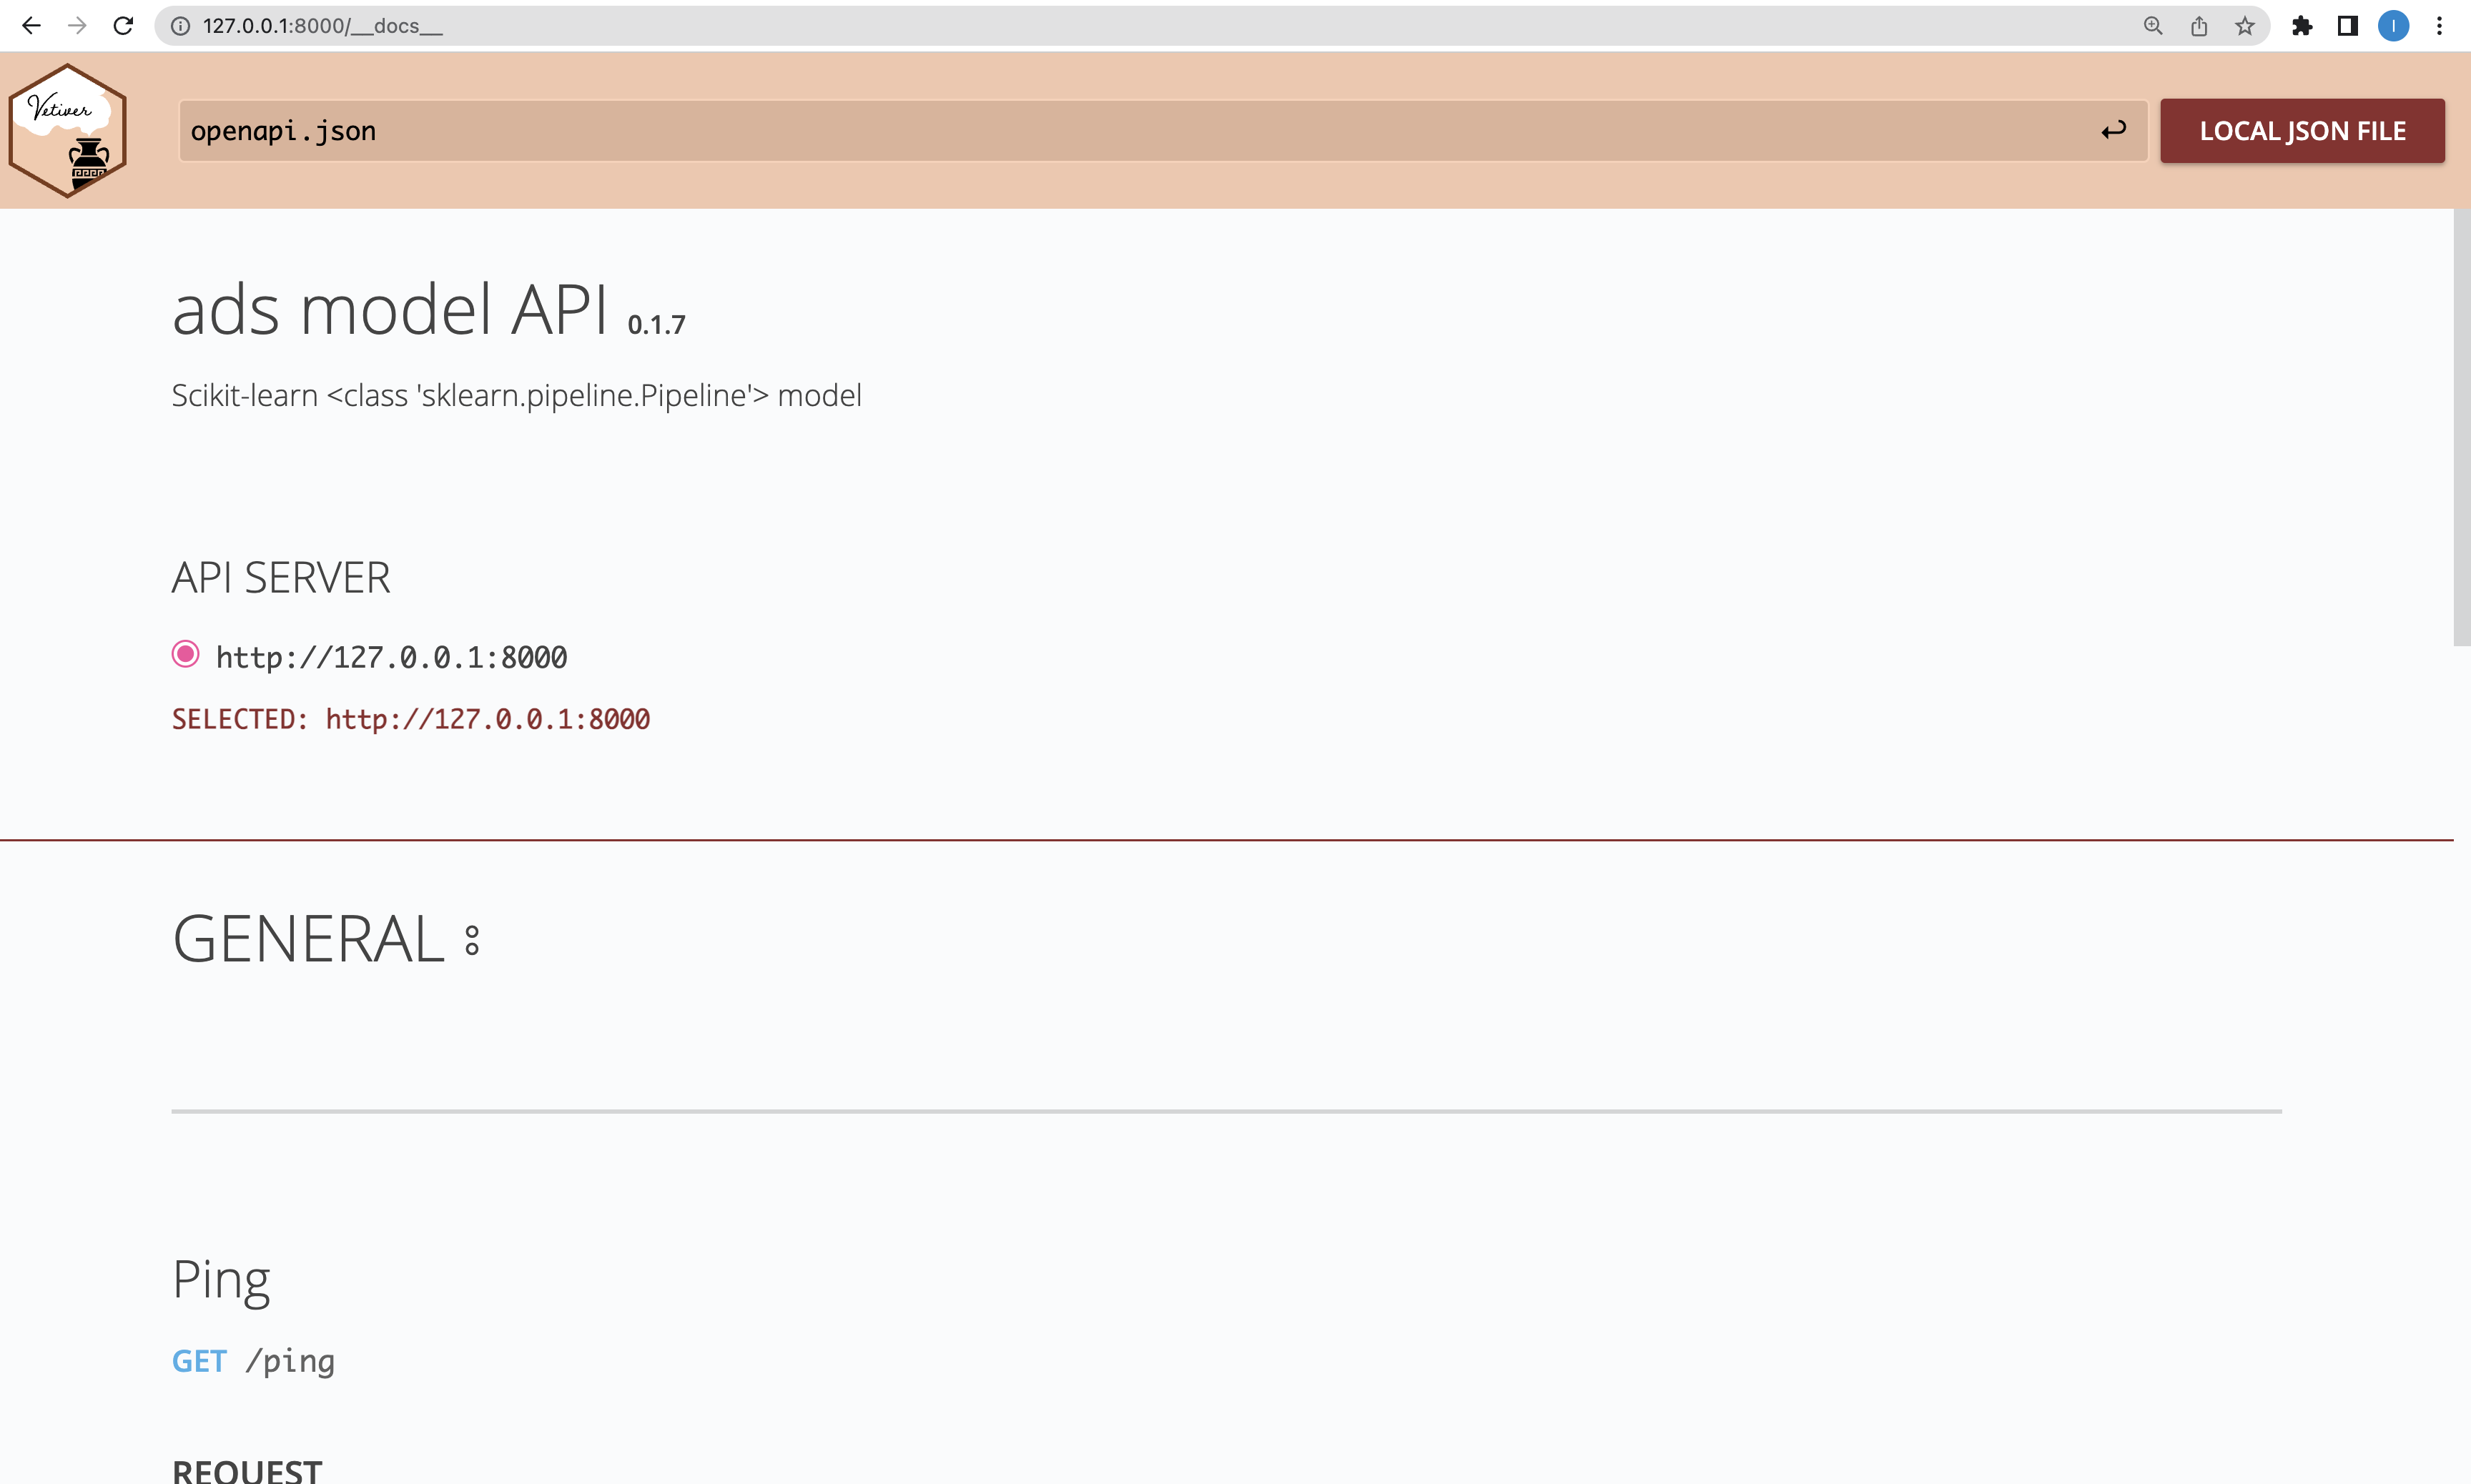 127.0.0.1:8000/__docs__
I
Vetiver
openapi.json
LOCAL JSON FILE
ads model API 0.1.7
Scikit-learn <class 'sklearn.pipeline.Pipeline'> model
API SERVER
http://127.0.0.1:8000
SELECTED: http://127.0.0.1:8000
GENERAL
Ping
GET /ping
REQUEST